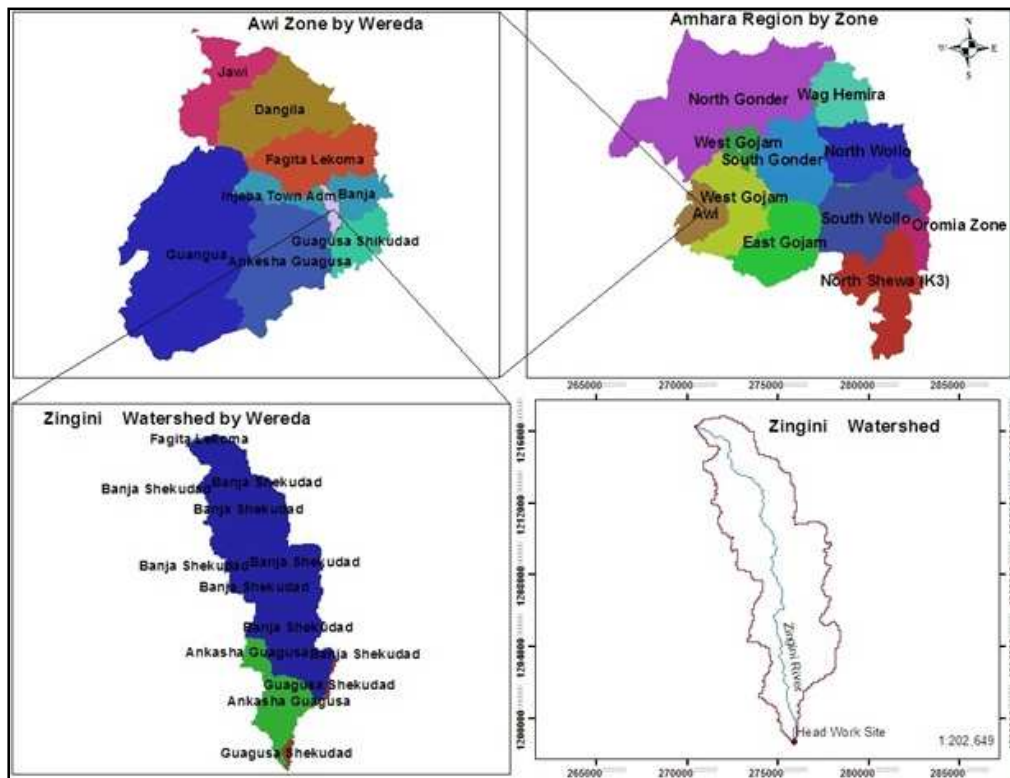 Awi Zone by Wereda
Jawi
Dangila
Fagita Lekoma
Injeba Town Adm
Banja
Guagusa Shikudad
Guangua
Ankesha Guagusa
Amhara Region by Zone
N
W
E
S
North Gonder
Wag Hemira
West Gojam
South Gonder
North Wollo
West Gojam
Awi
South Wollo
Oromia Zone
East Gojam
North Shewa (K3)
Zingini Watershed by Wereda
Fagita Lekoma
Banja Shekudad
Banja Shekudad
Banja Shekudad
Banja Shekudad
Banja Shekudad
Banja Shekudad
Banja Shekudad
Ankasha Guagusa
Banja Shekudad
Guagusa Shekudad
Ankasha Guagusa
Guagusa Shekudad
265000 270000 275000 280000 285000
Zingini Watershed
1216000
1212000
1208000
1204000
1200000
Zingini River
Head Work Site
1:202,649
265000 270000 275000 280000 285000